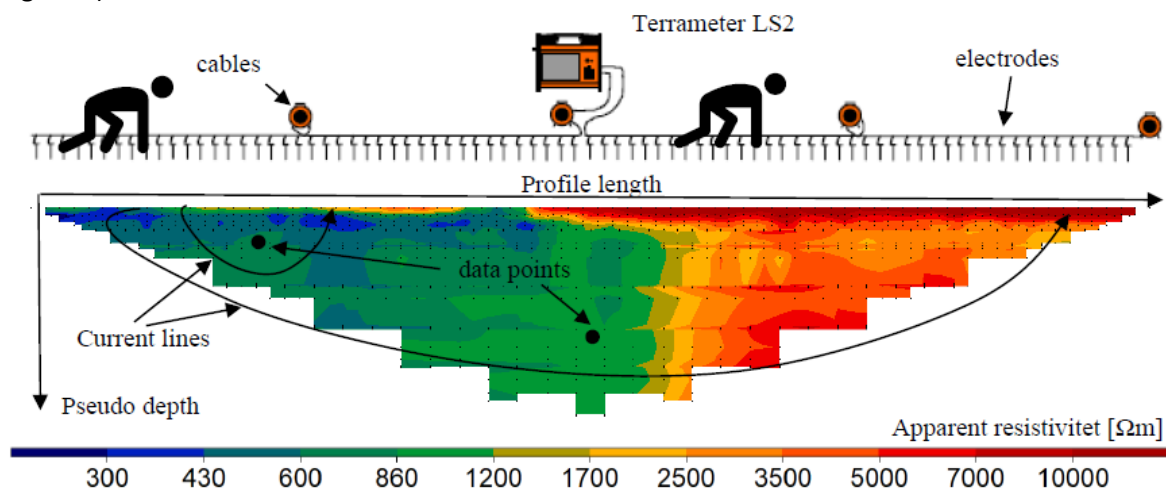 Terrameter LS2
cables
electrodes
Profile length
data points
Current lines
Pseudo depth
Apparent resistivitet [Ωm]
300 430 600 860 1200 1700 2500 3500 5000 7000 10000